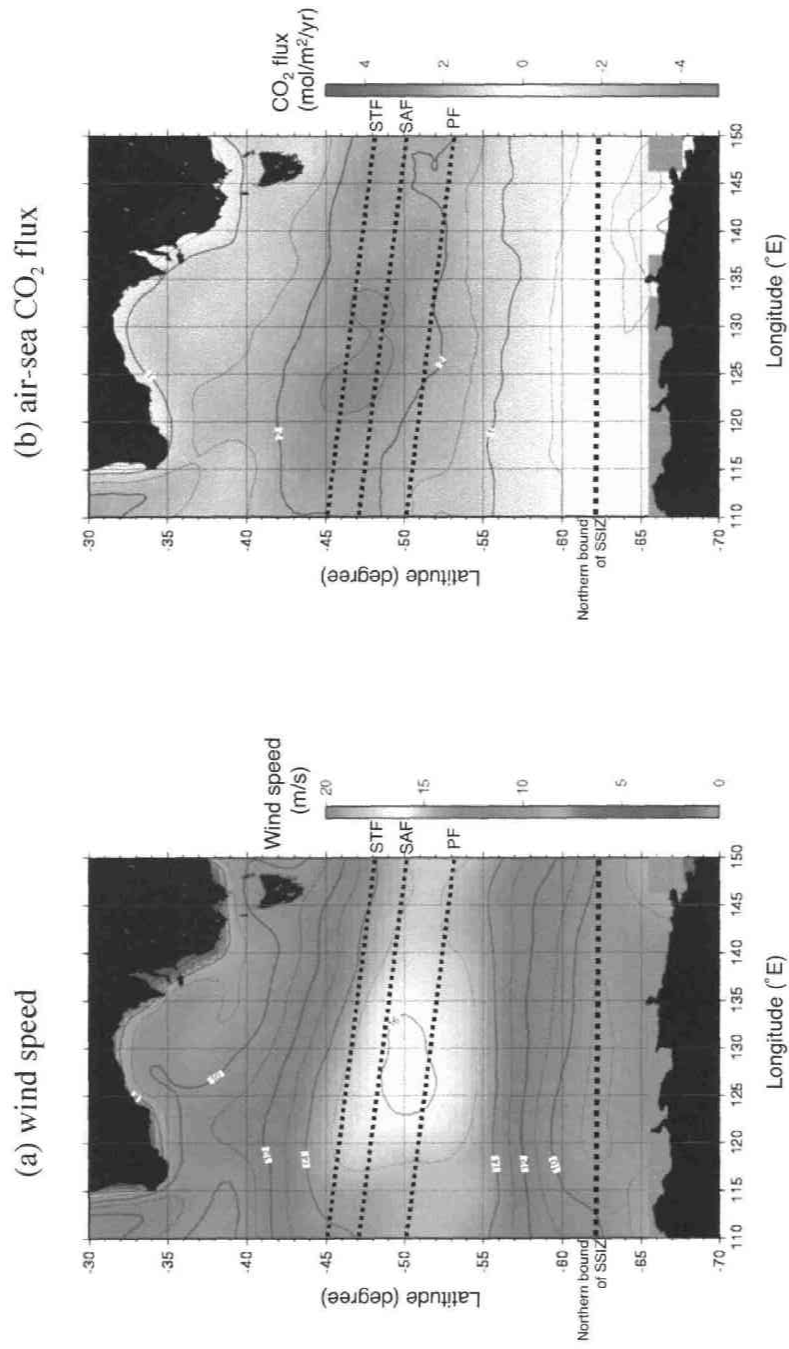 (a) wind speed
Wind speed
(m/s)
20
15
10
5
0
STF
SAF
PF
-30
-35
-40
-45
-50
-55
-60
-65
-70
Latitude (degree)
Northern bound
of SSIZ
110
115
120
125
130
135
140
145
150
Longitude (°E)
(b) air-sea CO2 flux
CO2 flux
(mol/m2/yr)
4
2
0
-2
-4
STF
SAF
PF
-30
-35
-40
-45
-50
-55
-60
-65
-70
Latitude (degree)
Northern bound
of SSIZ
110
115
120
125
130
135
140
145
150
Longitude (°E)